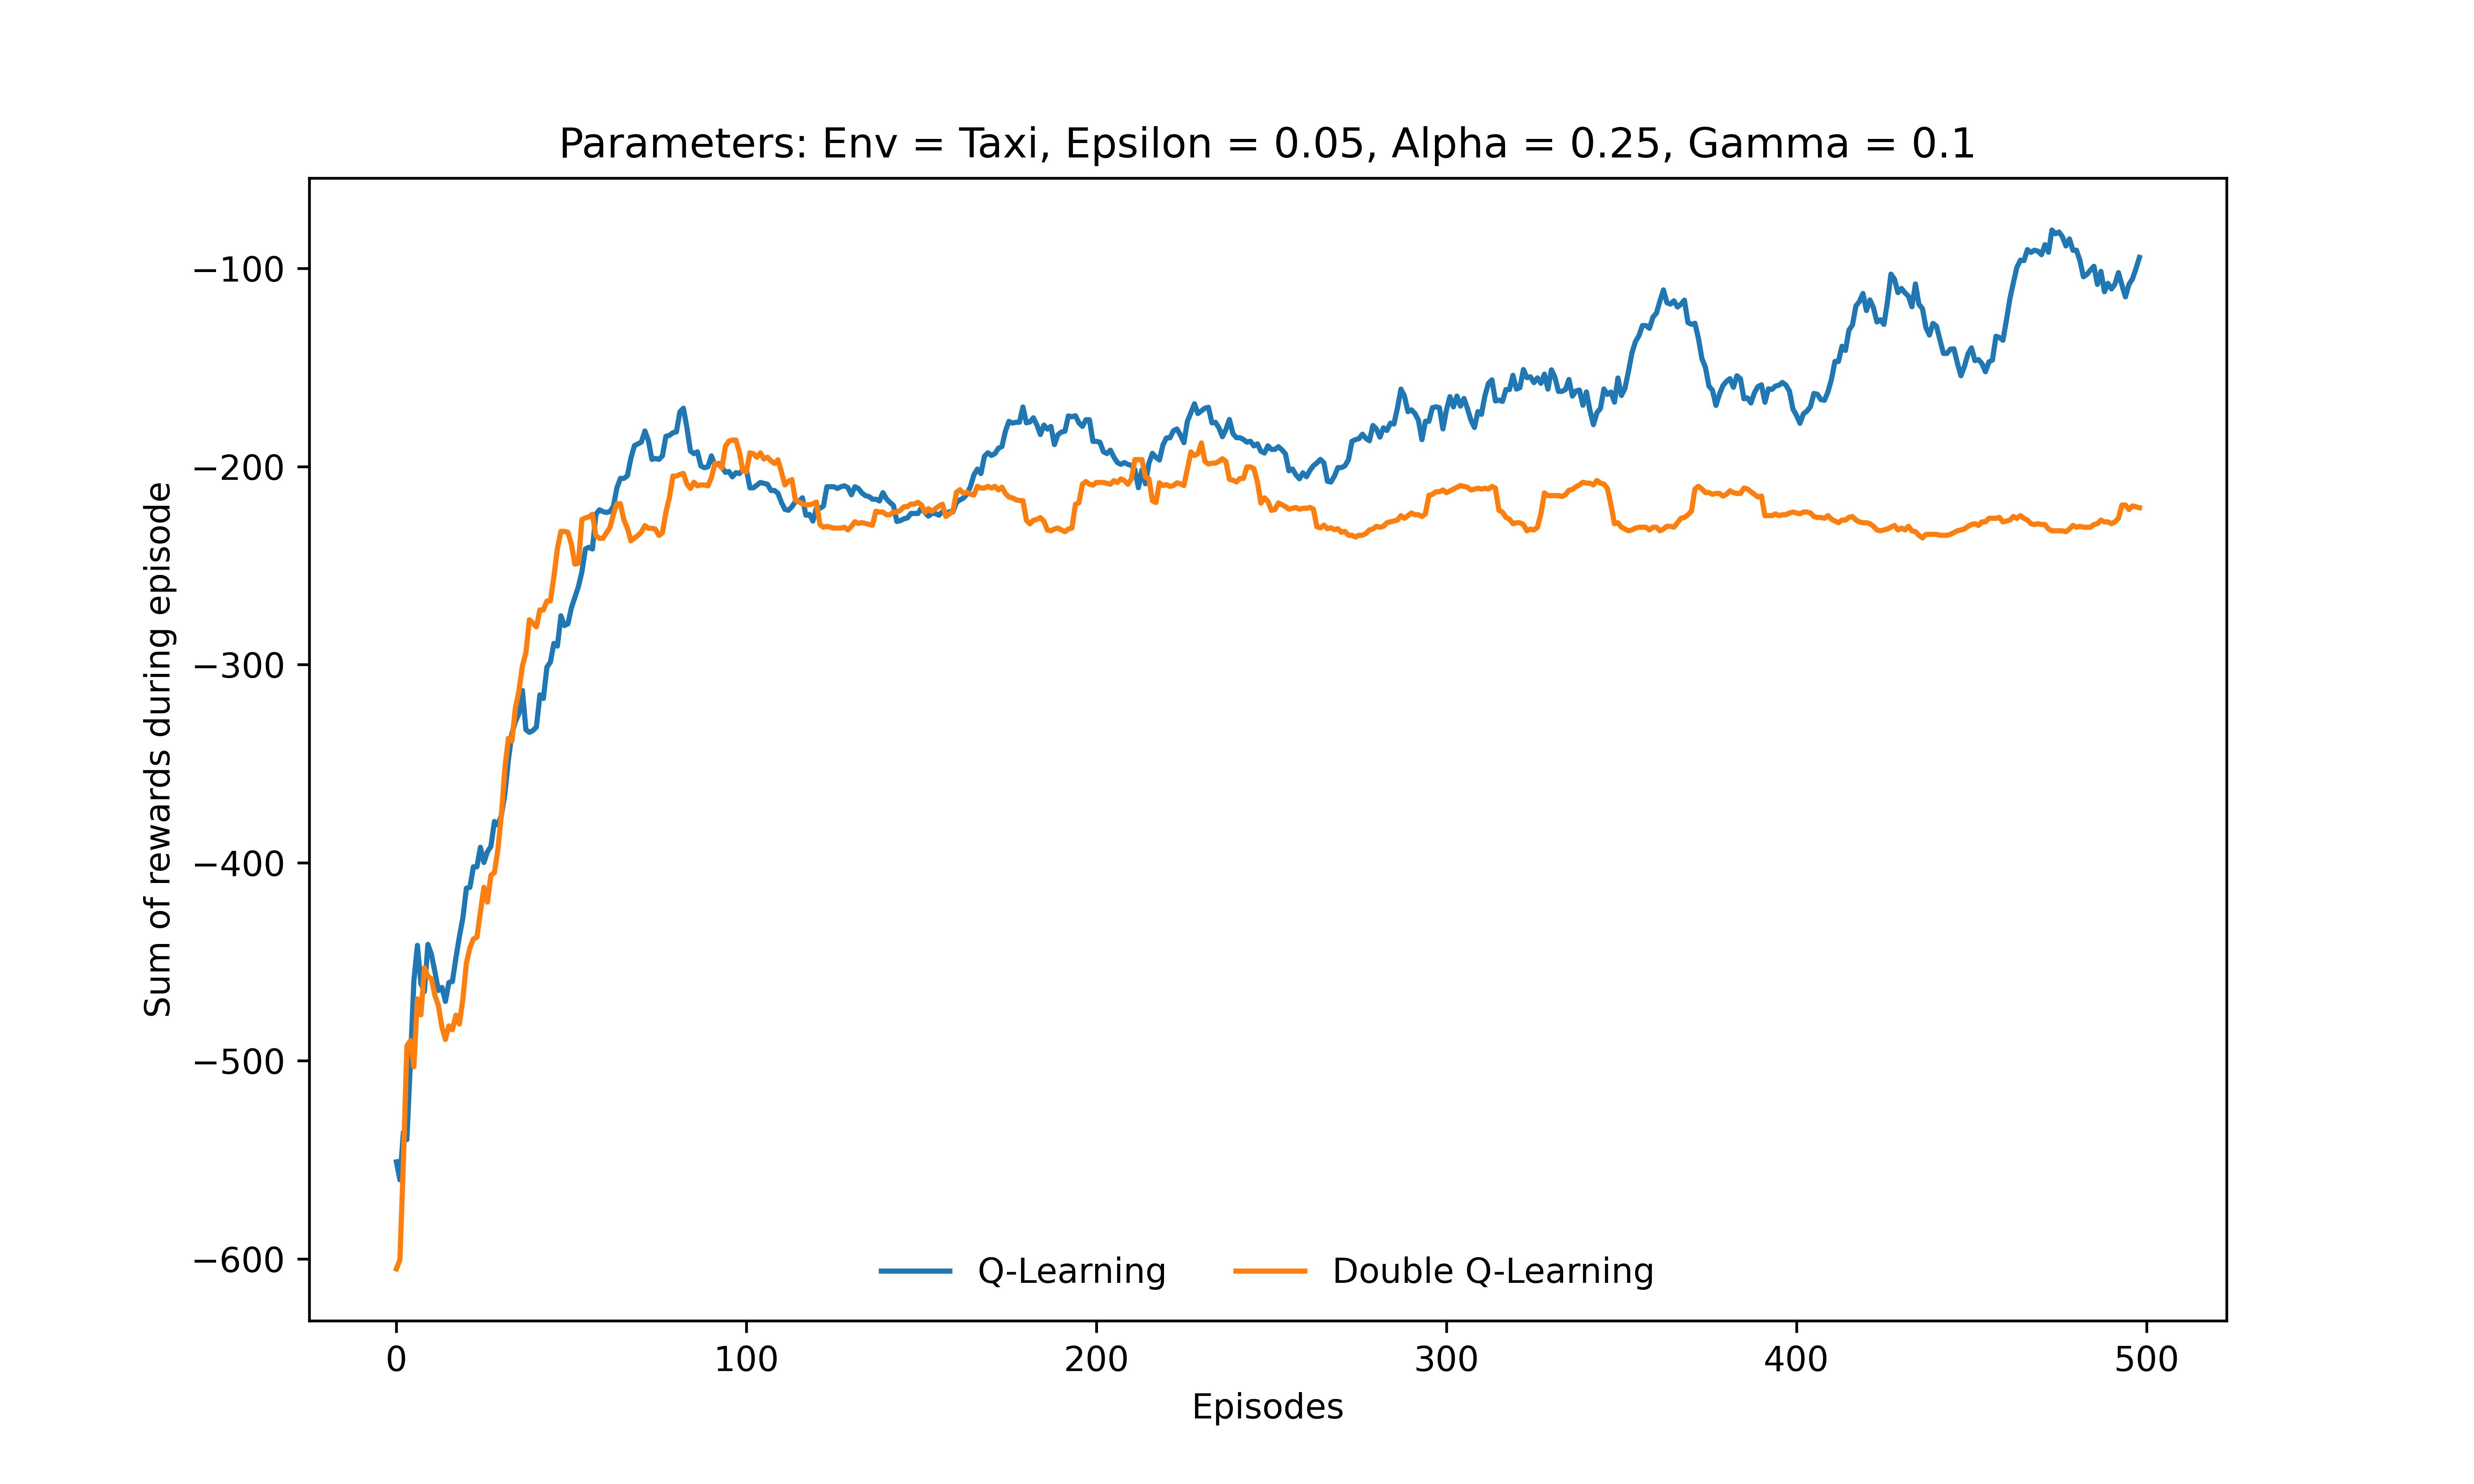 Parameters: Env = Taxi, Epsilon = 0.05, Alpha = 0.25, Gamma = 0.1
Sum of rewards during episode
−100
−200
−300
−400
−500
−600
Q-Learning
Double Q-Learning
0
100
200
300
400
500
Episodes